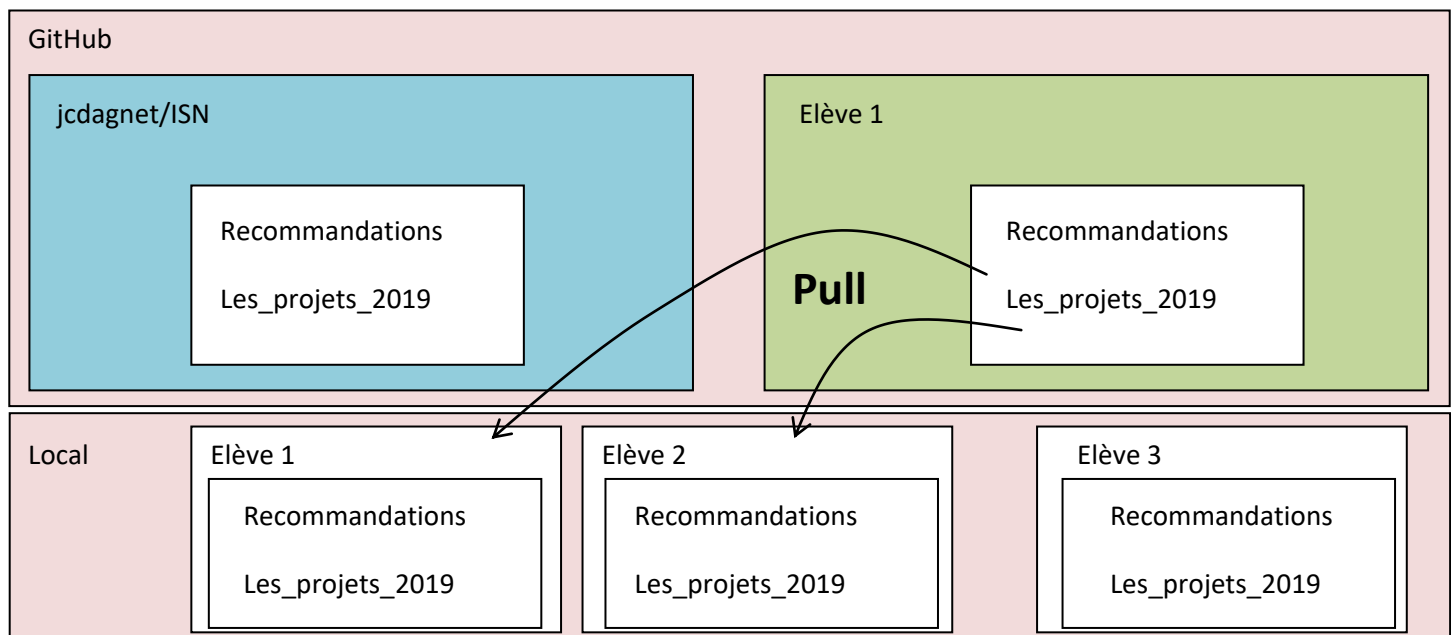 GitHub
jcdagnet/ISN
Elève 1
Recommandations
Les_projets_2019
Pull
Recommandations
Les_projets_2019
Local
Elève 1
Recommandations
Les_projets_2019
Elève 2
Recommandations
Les_projets_2019
Elève 3
Recommandations
Les_projets_2019